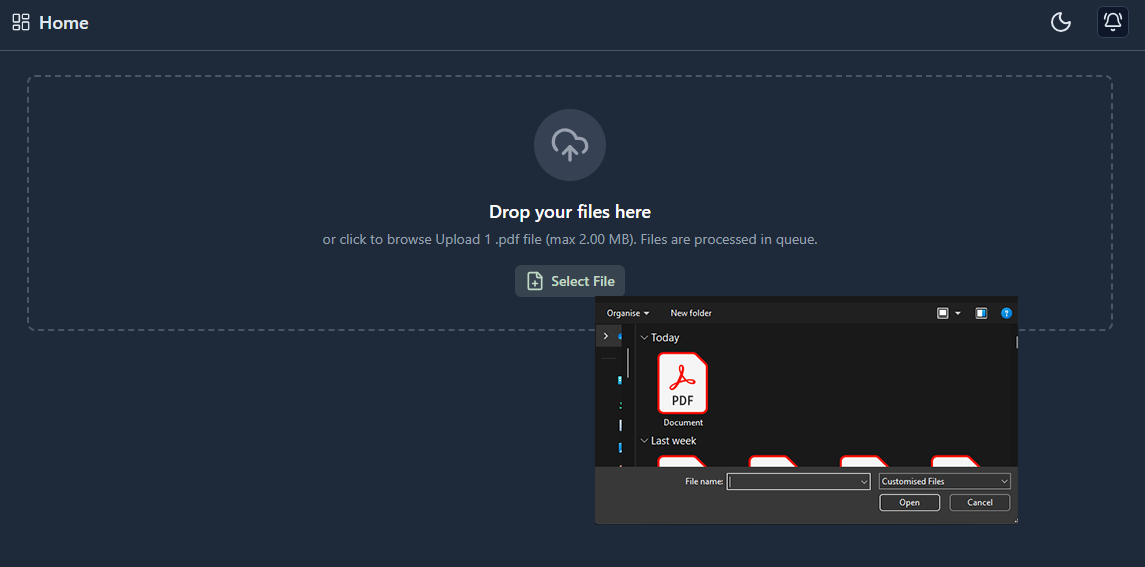 Home
Drop your files here
or click to browse Upload 1 .pdf file (max 2.00 MB). Files are processed in queue.
Select File
Organise New folder
Today
PDF
Document
Last week
File name: Customised Files
Open Cancel